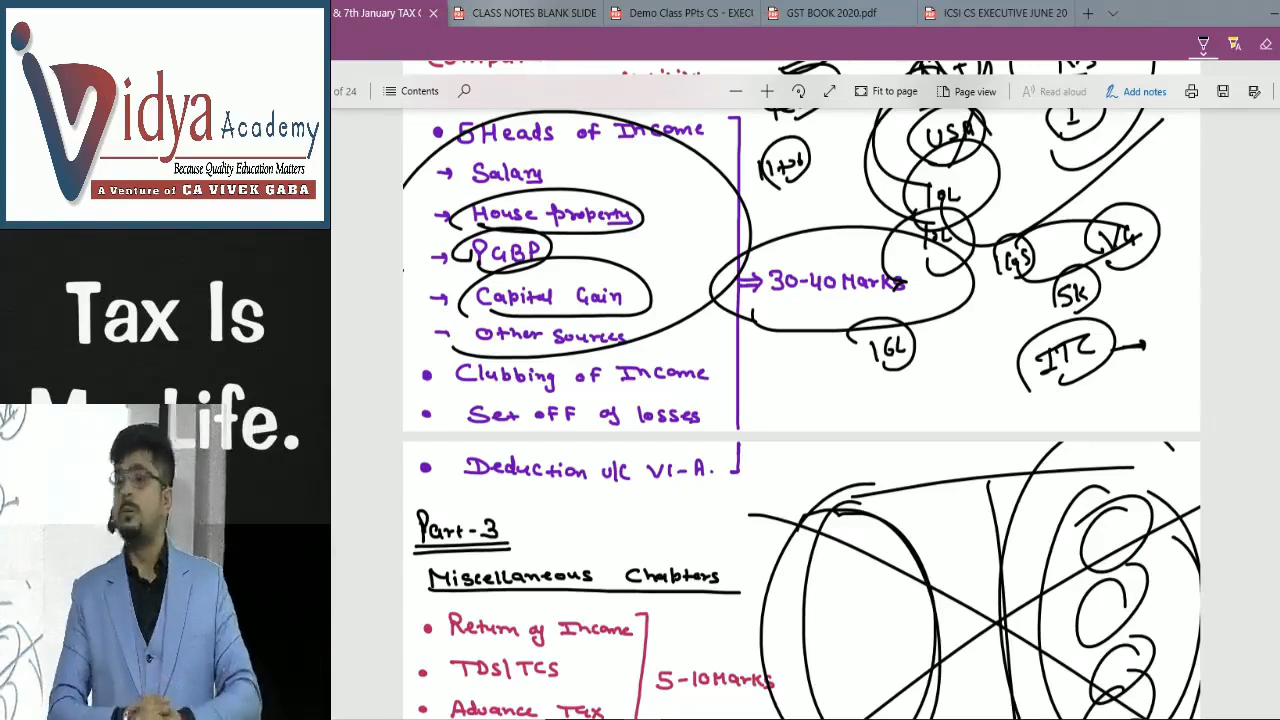 & 7th January TAX C
CLASS NOTES BLANK SLIDE
Demo Class PPts CS - EXECU
GST BOOK 2020.pdf
ICSI CS EXECUTIVE JUNE 20
of 24
Contents
Fit to page
Page view
Read aloud
Add notes
Vidya Academy
Because Quality Education Matters
A Venture of CA VIVEK GABA
Tax Is
Life.
• 5 Heads of Income
→ Salary
→ House property
→ PGBP
→ Capital Gain
- Other Sources
• Clubbing of Income
• Set off of losses
• Deduction u/c VI-A.
⇒ 30-40 Marks
USA
I
10L
VG
SK
ITC →
1GL
Part-3
Miscellaneous Chapters
• Return of Income
• TDS/TCS
• Advance Tax
5-10 Marks